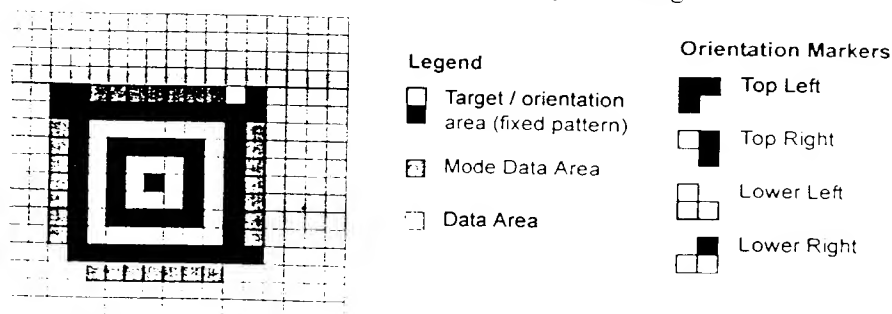 Legend
Target / orientation
area (fixed pattern)
Mode Data Area
Data Area
Orientation Markers
Top Left
Top Right
Lower Left
Lower Right